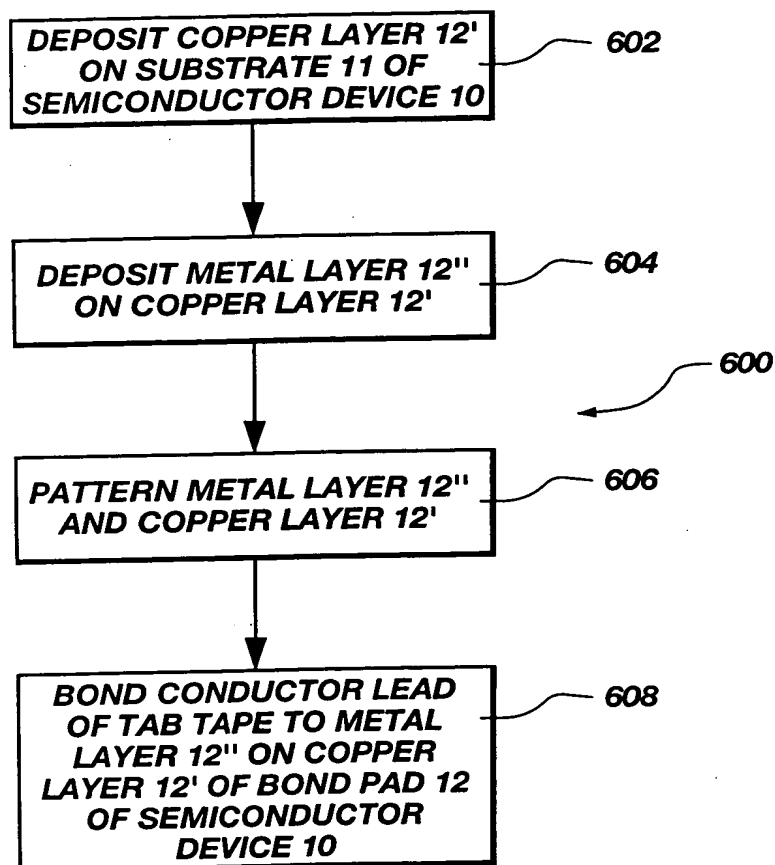 DEPOSIT COPPER LAYER 12'
ON SUBSTRATE 11 OF
SEMICONDUCTOR DEVICE 10
602
DEPOSIT METAL LAYER 12"
ON COPPER LAYER 12'
604
600
PATTERN METAL LAYER 12"
AND COPPER LAYER 12'
606
BOND CONDUCTOR LEAD
OF TAB TAPE TO METAL
LAYER 12" ON COPPER
LAYER 12' OF BOND PAD 12
OF SEMICONDUCTOR
DEVICE 10
608